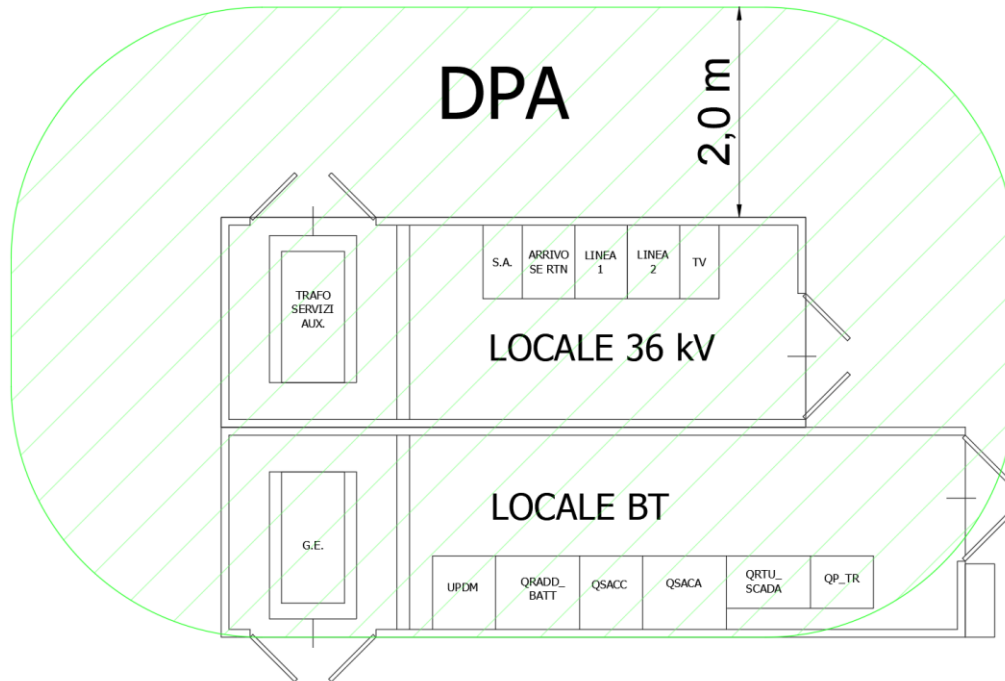 DPA
2,0 m
TRAFO
SERVIZI
AUX.
S.A.
ARRIVO
SE RTN
LINEA
1
LINEA
2
TV
LOCALE 36 kV
LOCALE BT
G.E.
UPDM
QRADD_
BATT
QSACC
QSACA
QRTU_
SCADA
QP_TR